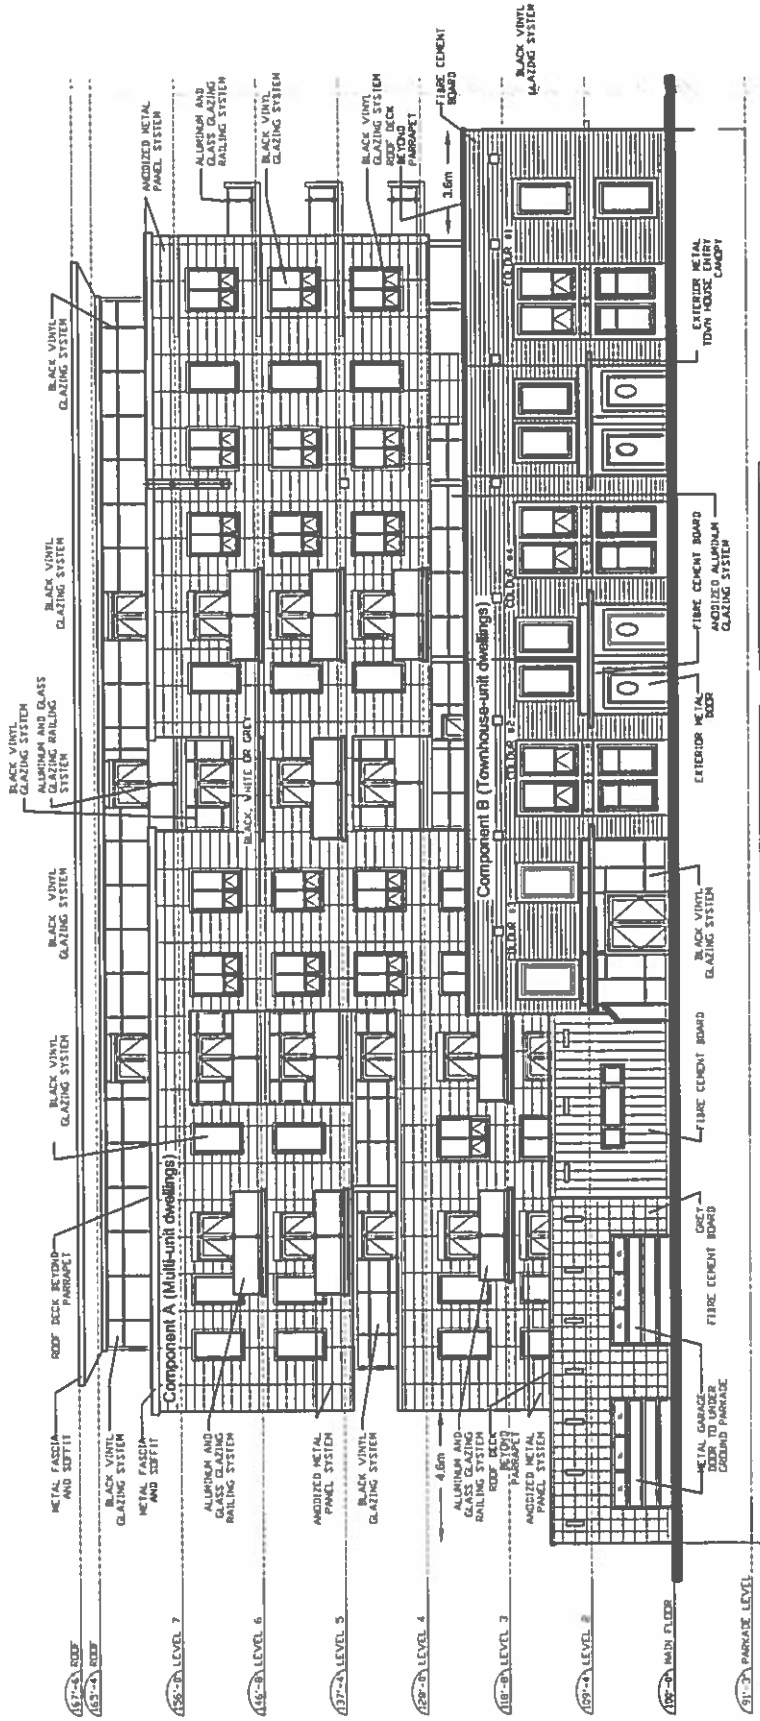 METAL FASCIA
AND SOFFIT
ROOF DECK BEYOND
PARRAPET
BLACK VINYL
GLAZING SYSTEM
BLACK VINYL
GLAZING SYSTEM
BLACK VINYL
GLAZING SYSTEM
ALUMINUM AND GLASS
GLAZING RAILING
SYSTEM
BLACK VINYL
GLAZING SYSTEM
BLACK VINYL
GLAZING SYSTEM
ANODIZED METAL
PANEL SYSTEM
ALUMINUM AND
GLASS GLAZING
RAILING SYSTEM
BLACK VINYL
GLAZING SYSTEM
BLACK VINYL
GLAZING SYSTEM
ROOF DECK
BEYOND
PARRAPET
3.6m
FIBRE CEMENT
BOARD
BLACK VINYL
GLAZING SYSTEM
BLACK VINYL
GLAZING SYSTEM
METAL FASCIA
AND SOFFIT
Component A (Multi-unit dwellings)
BLACK, WHITE OR GREY
ALUMINUM AND
GLASS GLAZING
RAILING SYSTEM
ANODIZED METAL
PANEL SYSTEM
BLACK VINYL
GLAZING SYSTEM
4.6m
ALUMINUM AND
GLASS GLAZING
RAILING SYSTEM
ROOF DECK
BEYOND
PARRAPET
ANODIZED METAL
PANEL SYSTEM
Component B (Townhouse-unit dwellings)
COLOUR #3
COLOUR #2
COLOUR #4
COLOUR #1
METAL GARAGE
DOOR TO UNDER
GROUND PARKADE
GREY
FIBRE CEMENT BOARD
FIBRE CEMENT BOARD
BLACK VINYL
GLAZING SYSTEM
EXTERIOR METAL
DOOR
FIBRE CEMENT BOARD
ANODIZED ALUMINUM
GLAZING SYSTEM
EXTERIOR METAL
TOWN HOUSE ENTRY
CANOPY
167'-6" ROOF
163'-4" ROOF
156'-0" LEVEL 7
146'-8" LEVEL 6
137'-4" LEVEL 5
128'-0" LEVEL 4
118'-8" LEVEL 3
109'-4" LEVEL 2
100'-0" MAIN FLOOR
91'-3" PARKADE LEVEL